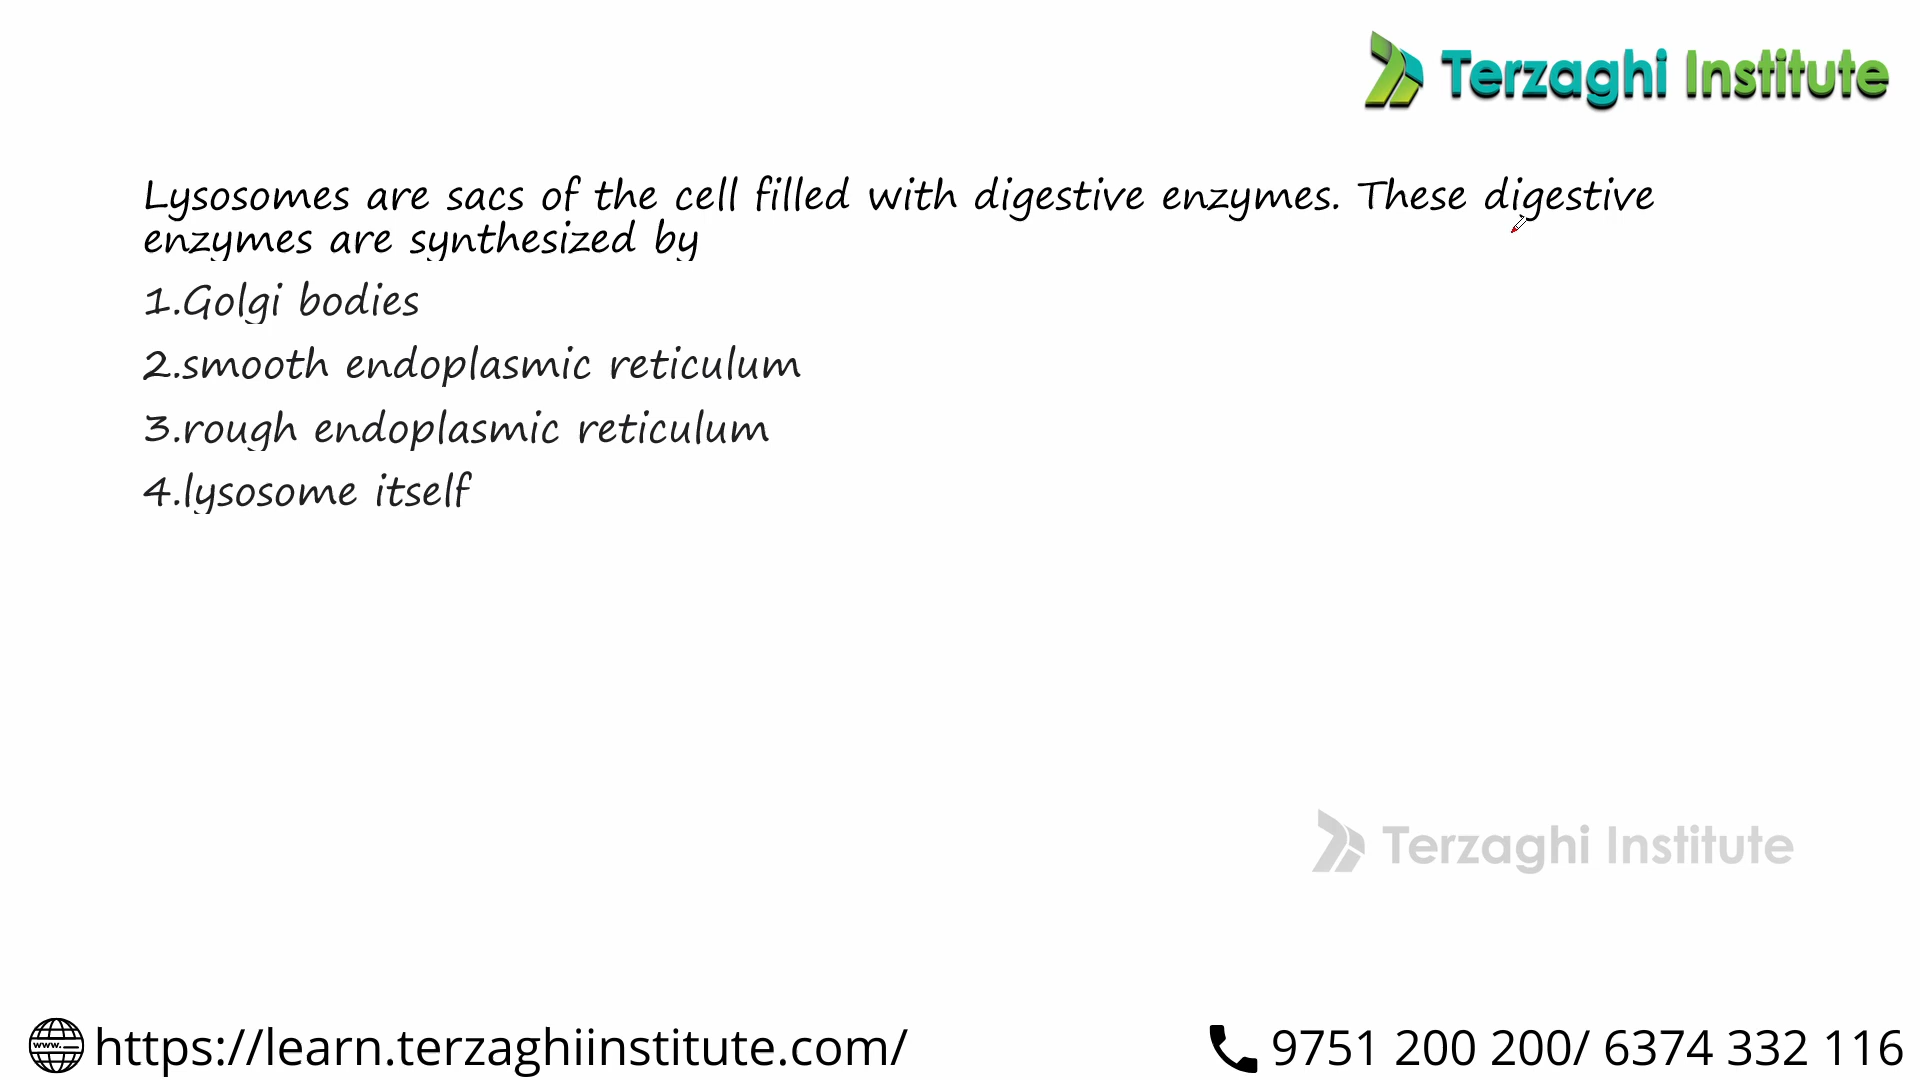 Terzaghi Institute
Lysosomes are sacs of the cell filled with digestive enzymes. These digestive
enzymes are synthesized by
1.Golgi bodies
2.smooth endoplasmic reticulum
3.rough endoplasmic reticulum
4.lysosome itself
Terzaghi Institute
www. https://learn.terzaghiinstitute.com/ 9751 200 200/ 6374 332 116